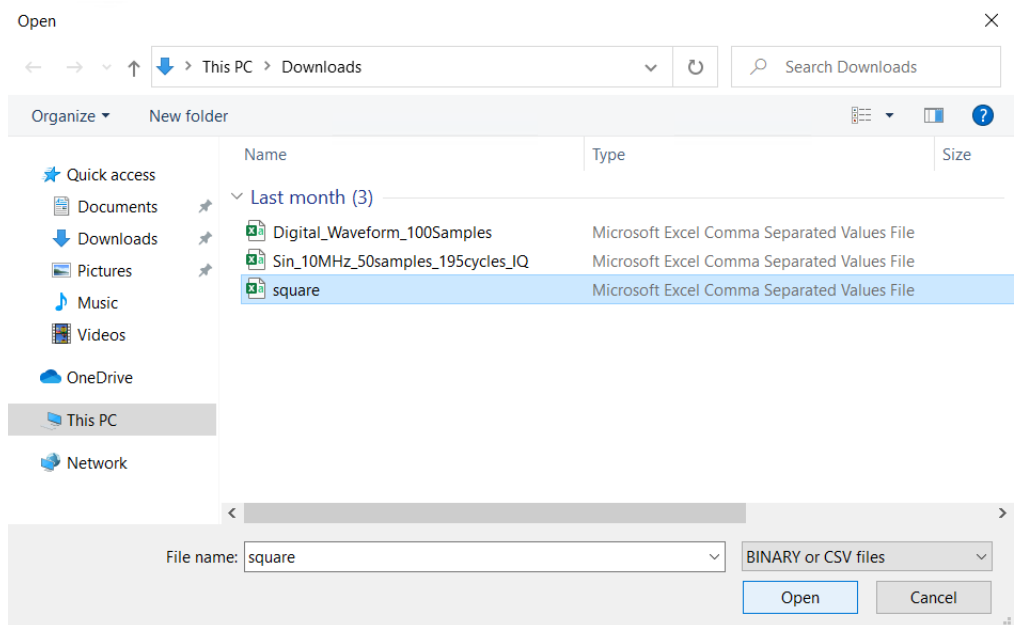 Open
This PC > Downloads
Search Downloads
Organize
New folder
?
Name
Type
Size
Quick access
Documents
Downloads
Pictures
Music
Videos
OneDrive
This PC
Network
Last month (3)
Digital_Waveform_100Samples Microsoft Excel Comma Separated Values File
Sin_10MHz_50samples_195cycles_IQ Microsoft Excel Comma Separated Values File
square Microsoft Excel Comma Separated Values File
File name: square
BINARY or CSV files
Open
Cancel